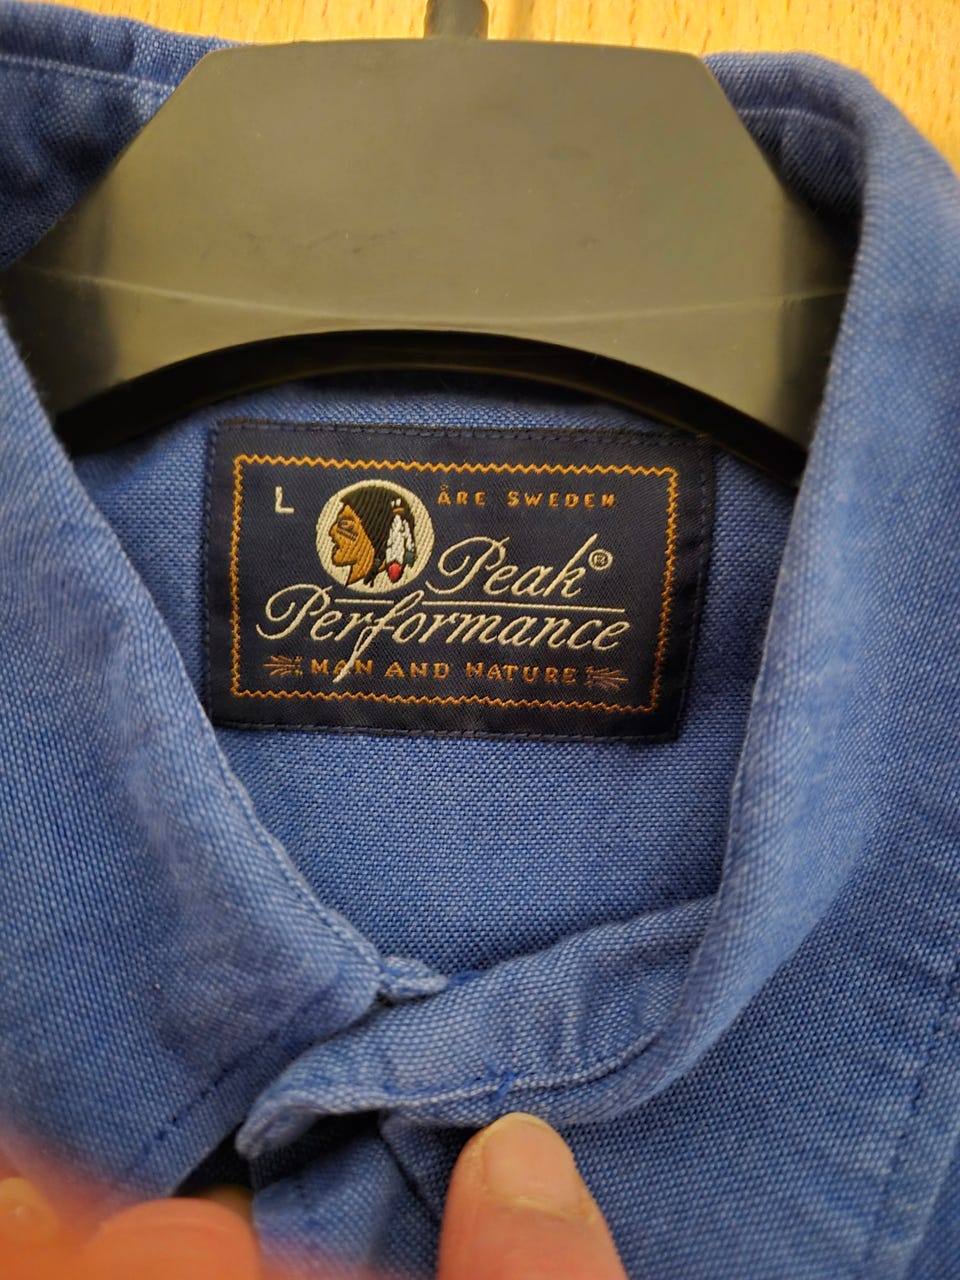 L
ÅRE SWEDEN
Peak®
Performance
MAN AND NATURE